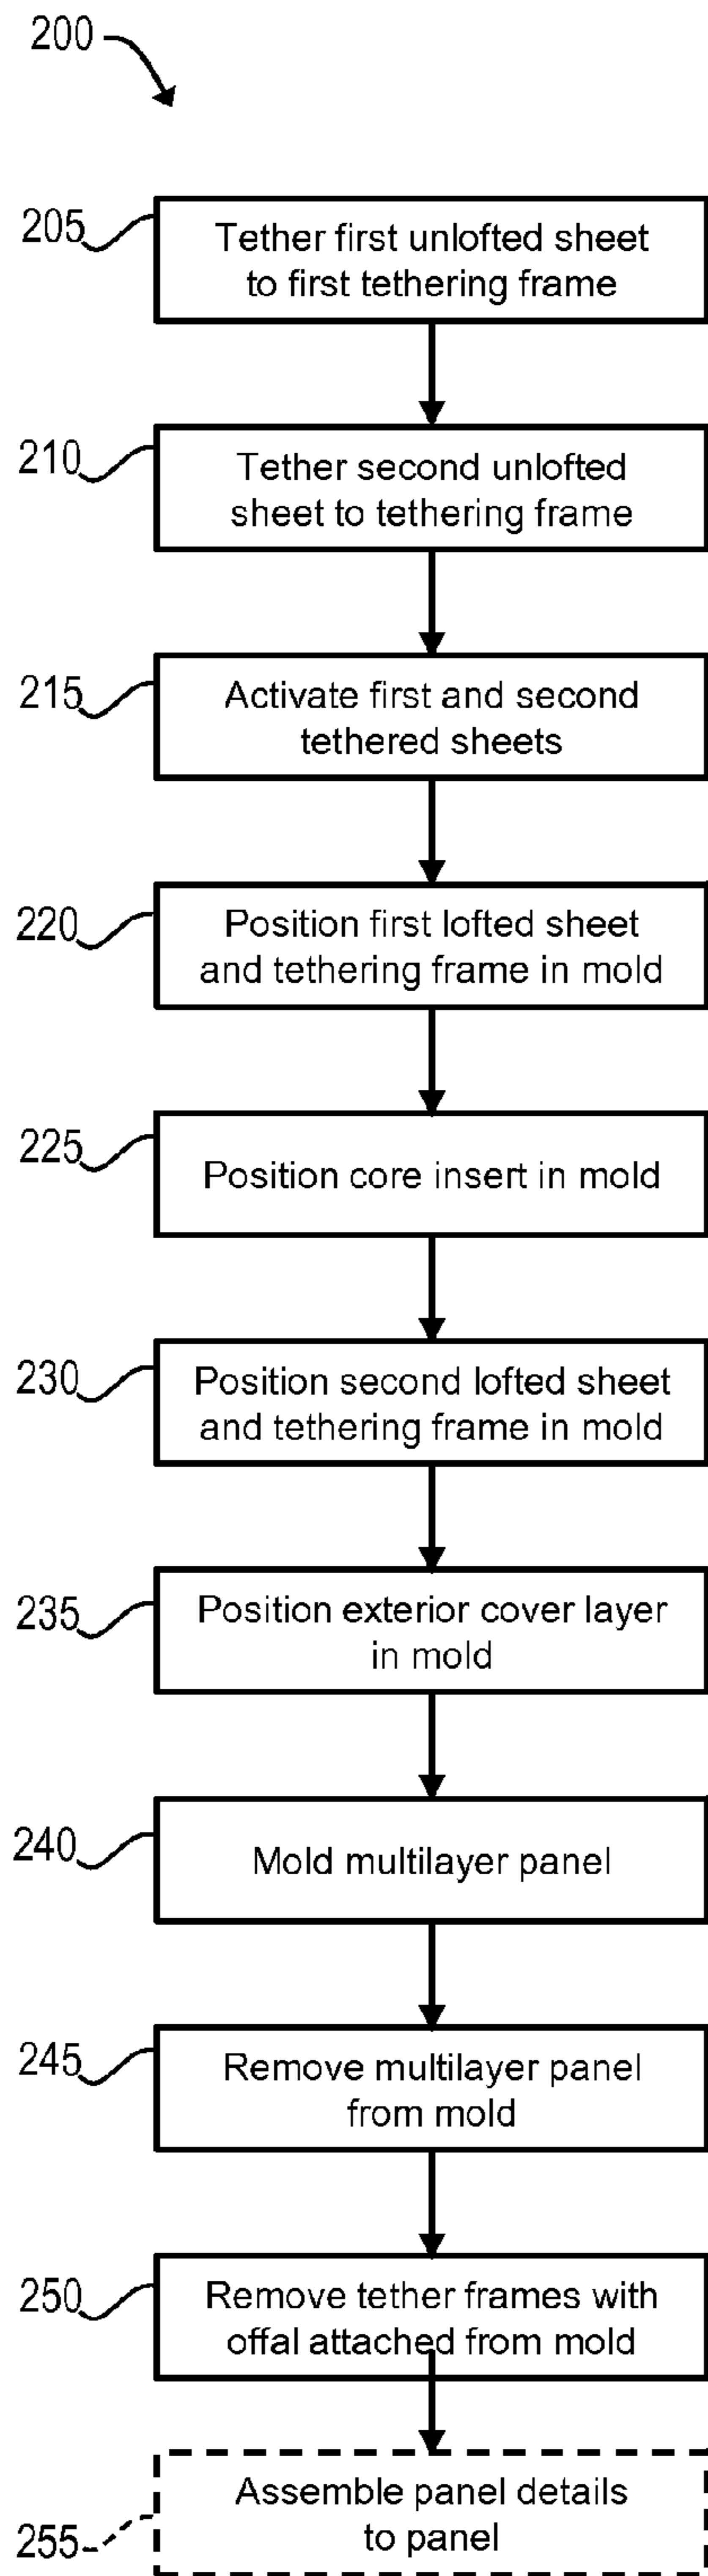 200
205
Tether first unlofted sheet
to first tethering frame
210
Tether second unlofted
sheet to tethering frame
215
Activate first and second
tethered sheets
220
Position first lofted sheet
and tethering frame in mold
225
Position core insert in mold
230
Position second lofted sheet
and tethering frame in mold
235
Position exterior cover layer
in mold
240
Mold multilayer panel
245
Remove multilayer panel
from mold
250
Remove tether frames with
offal attached from mold
255
Assemble panel details
to panel